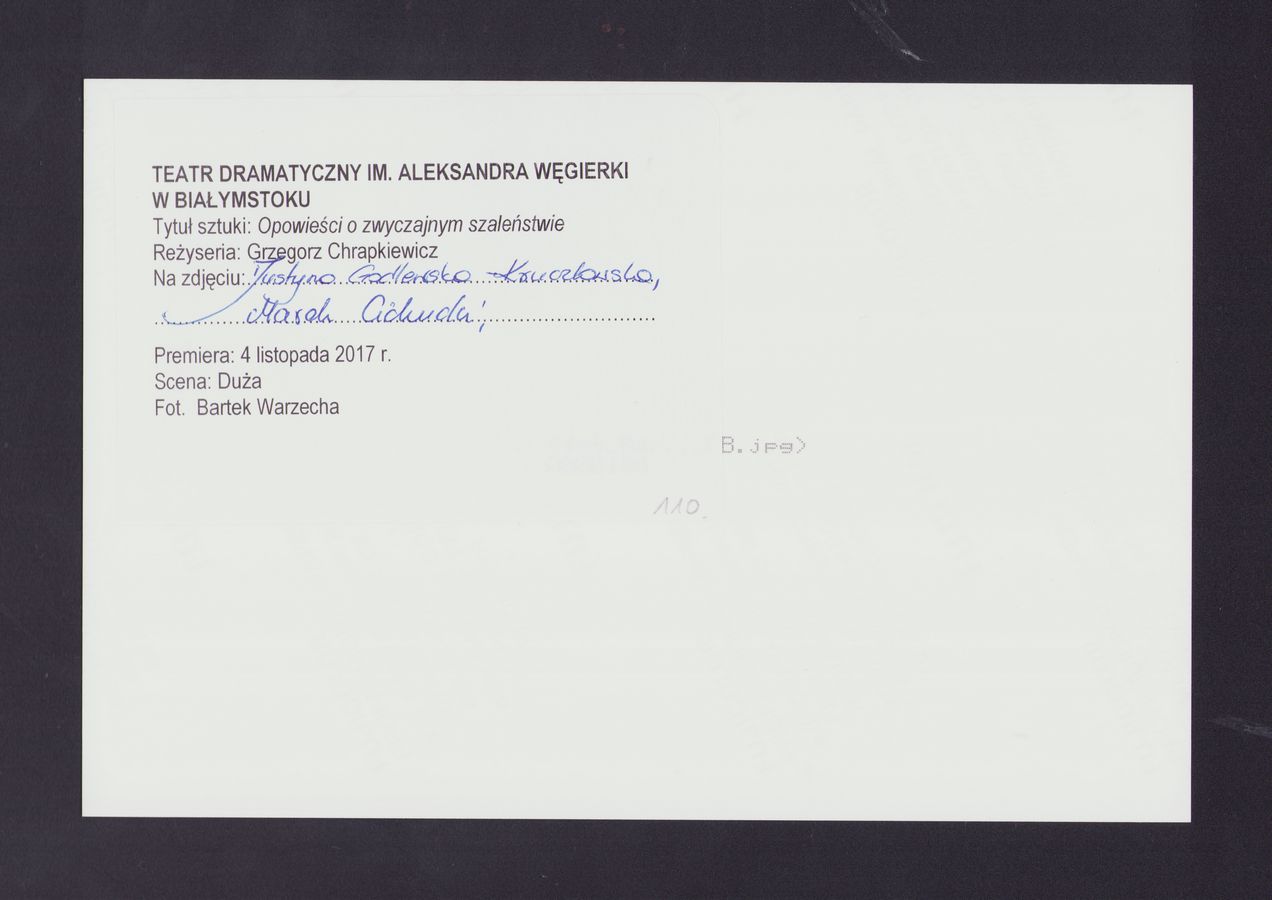 TEATR DRAMATYCZNY IM. ALEKSANDRA WĘGIERKI
W BIAŁYMSTOKU
Tytuł sztuki: Opowieści o zwyczajnym szaleństwie
Reżyseria: Grzegorz Chrapkiewicz
Na zdjęciu: Justyna Godlewska-Kruczkowska,
Marek Cichucki,
Premiera: 4 listopada 2017 r.
Scena: Duża
Fot. Bartek Warzecha
B.jpg)
110